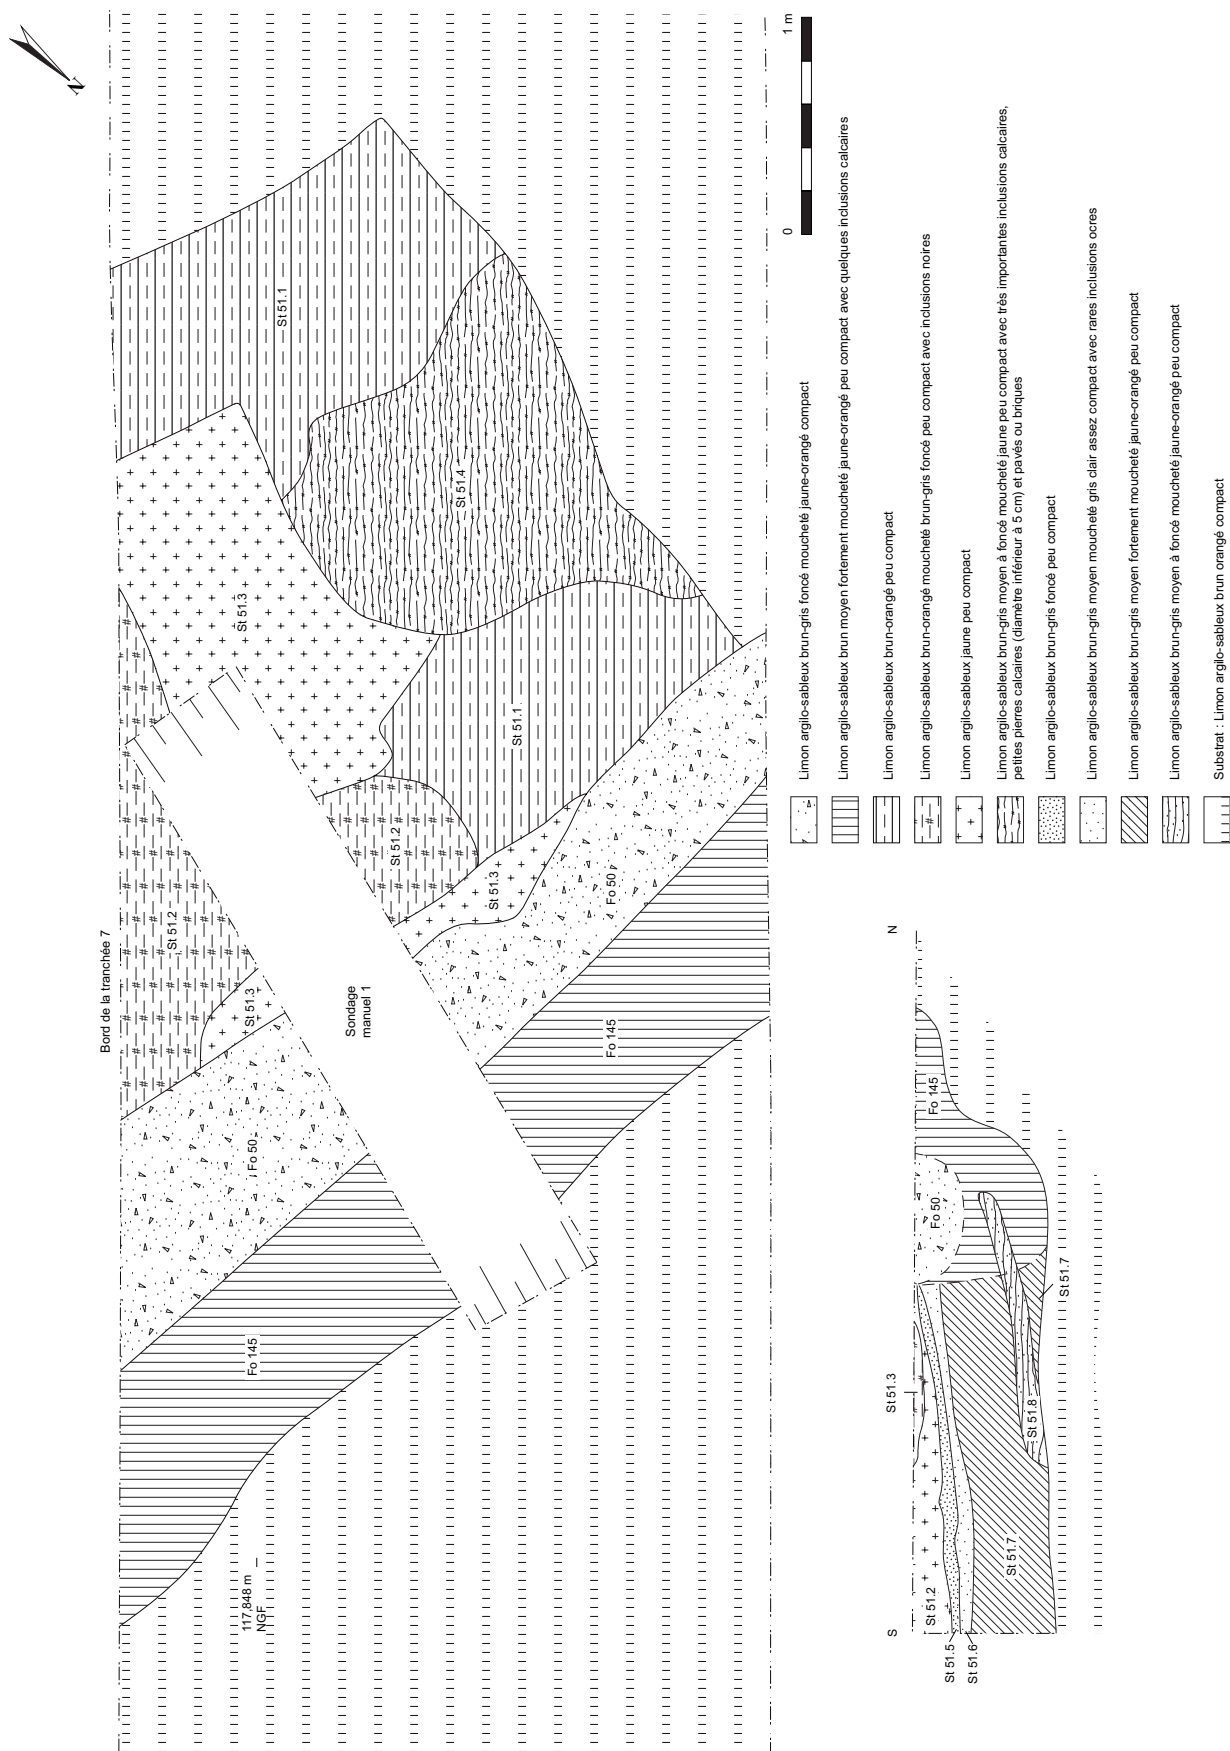 N
Bord de la tranchée 7
St 51.1
St 51.4
St 51.3
St 51.1
St 51.2
St 51.2
St 51.3
St 51.3
Fo 50
Fo 50
Fo 145
Fo 145
Sondage
manuel 1
117,848 m
NGF
0
1 m
Limon argilo-sableux brun-gris foncé moucheté jaune-orangé compact
Limon argilo-sableux brun moyen fortement moucheté jaune-orangé peu compact avec quelques inclusions calcaires
Limon argilo-sableux brun-orangé peu compact
Limon argilo-sableux brun-orangé moucheté brun-gris foncé peu compact avec inclusions noires
Limon argilo-sableux jaune peu compact
Limon argilo-sableux brun-gris moyen à foncé moucheté jaune peu compact avec très importantes inclusions calcaires,
petites pierres calcaires (diamètre inférieur à 5 cm) et pavés ou briques
Limon argilo-sableux brun-gris foncé peu compact
Limon argilo-sableux brun-gris moyen moucheté gris clair assez compact avec rares inclusions ocres
Limon argilo-sableux brun-gris moyen fortement moucheté jaune-orangé peu compact
Limon argilo-sableux brun-gris moyen à foncé moucheté jaune-orangé peu compact
Substrat : Limon argilo-sableux brun orangé compact
S
N
St 51.3
St 51.2
St 51.5
St 51.6
St 51.7
St 51.8
St 51.7
Fo 50
Fo 145